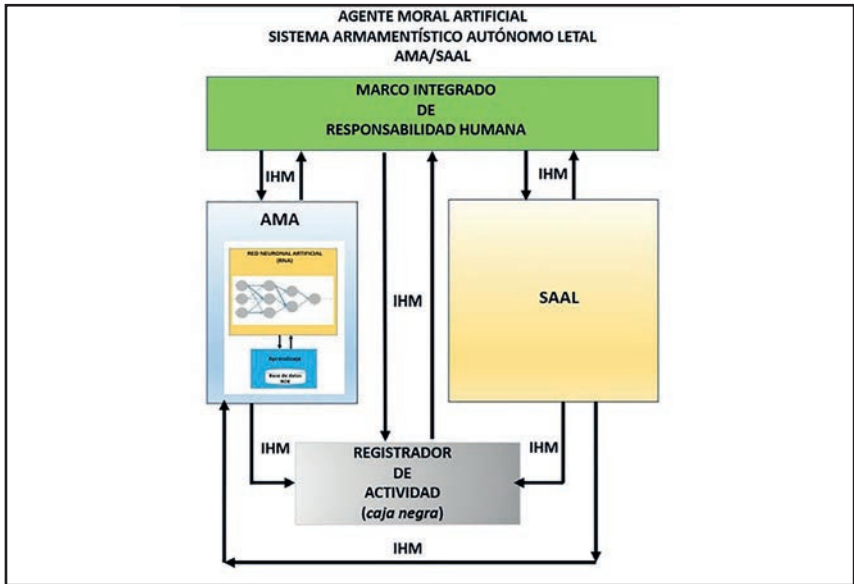 AGENTE MORAL ARTIFICIAL
SISTEMA ARMAMENTÍSTICO AUTÓNOMO LETAL
AMA/SAAL
MARCO INTEGRADO
DE
RESPONSABILIDAD HUMANA
IHM
IHM
AMA
RED NEURONAL ARTIFICIAL
(RNA)
Aprendizaje
Base de datos
SAAL
IHM
IHM
IHM
REGISTRADOR
DE
ACTIVIDAD
(caja negra)
IHM